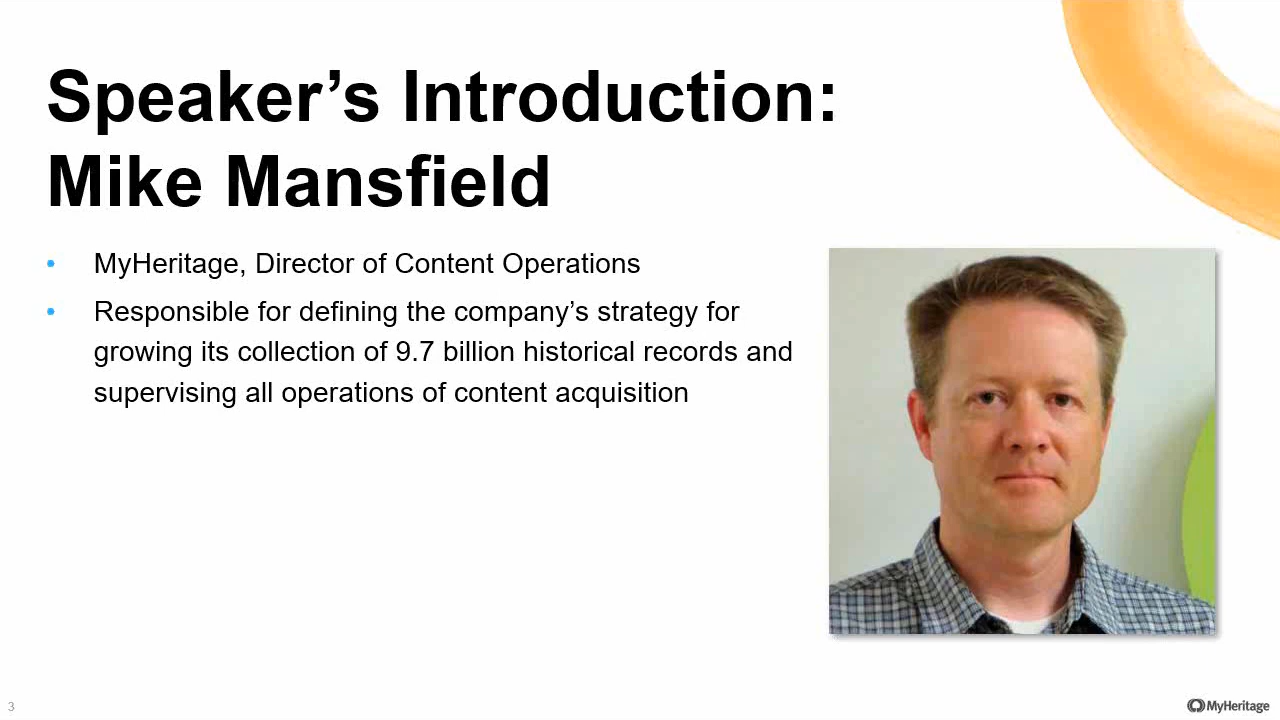 Speaker’s Introduction:
Mike Mansfield
• MyHeritage, Director of Content Operations
• Responsible for defining the company’s strategy for
growing its collection of 9.7 billion historical records and
supervising all operations of content acquisition
3
MyHeritage